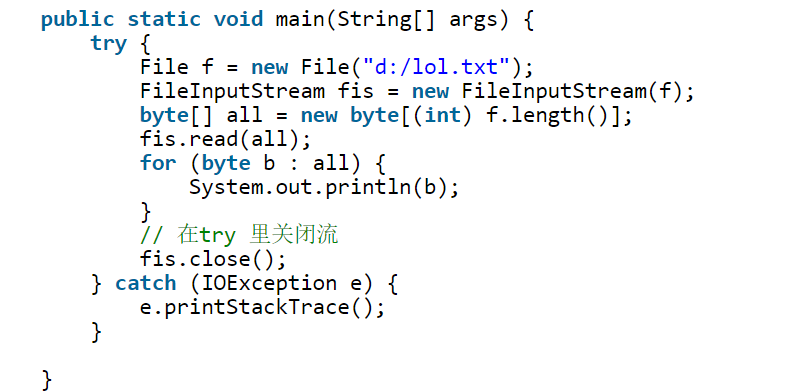 public static void main(String[] args) {
    try {
        File f = new File("d:/lol.txt");
        FileInputStream fis = new FileInputStream(f);
        byte[] all = new byte[(int) f.length()];
        fis.read(all);
        for (byte b : all) {
            System.out.println(b);
        }
        // 在try 里关闭流
        fis.close();
    } catch (IOException e) {
        e.printStackTrace();
    }

}